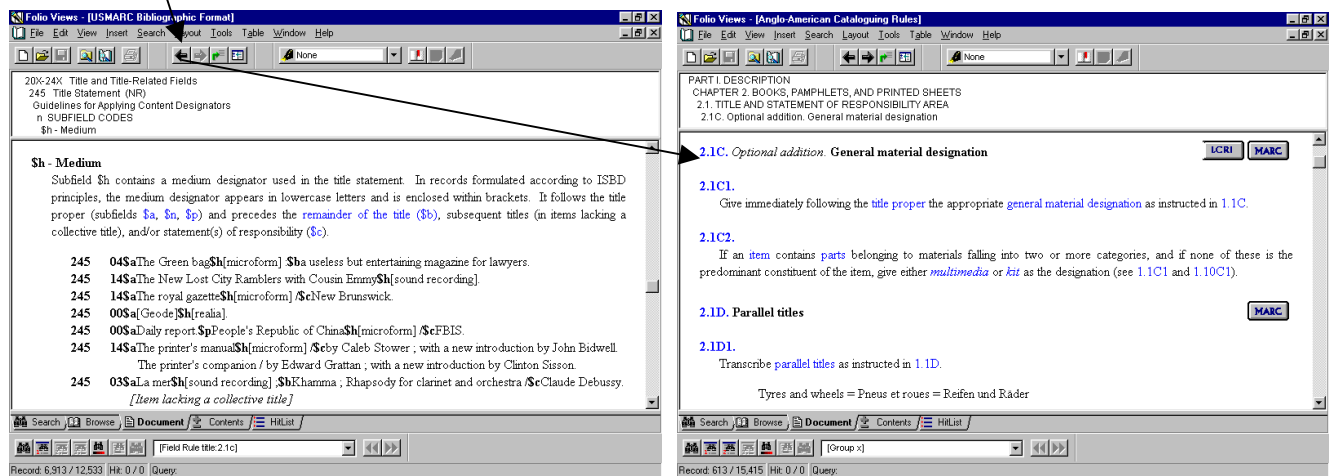 Folio Views - [USMARC Bibliographic Format]
File Edit View Insert Search Layout Tools Table Window Help
None
20X-24X Title and Title-Related Fields
245 Title Statement (NR)
Guidelines for Applying Content Designators
n SUBFIELD CODES
$h - Medium
$h - Medium
Subfield $h contains a medium designator used in the title statement. In records formulated according to ISBD
principles, the medium designator appears in lowercase letters and is enclosed within brackets. It follows the title
proper (subfields $a, $n, $p) and precedes the remainder of the title ($b), subsequent titles (in items lacking a
collective title), and/or statement(s) of responsibility ($c).
245 04$aThe Green bag$h[microform] :$ba useless but entertaining magazine for lawyers.
245 14$aThe New Lost City Ramblers with Cousin Emmy$h[sound recording].
245 14$aThe royal gazette$h[microform] /$cNew Brunswick.
245 00$a[Geode]$h[realia].
245 00$aDaily report.$pPeople's Republic of China$h[microform] /$cFBIS.
245 14$aThe printer's manual$h[microform] /$cby Caleb Stower ; with a new introduction by John Bidwell.
The printer's companion / by Edward Grattan ; with a new introduction by Clinton Sisson.
245 03$aLa mer$h[sound recording] ;$bKhamma ; Rhapsody for clarinet and orchestra /$cClaude Debussy.
[Item lacking a collective title]
Search Browse Document Contents HitList
[Field Rule title:2.1c]
Record: 6,913 / 12,533 Hit: 0 / 0 Query:
Folio Views - [Anglo-American Cataloguing Rules]
File Edit View Insert Search Layout Tools Table Window Help
None
PART I. DESCRIPTION
CHAPTER 2. BOOKS, PAMPHLETS, AND PRINTED SHEETS
2.1. TITLE AND STATEMENT OF RESPONSIBILITY AREA
2.1C. Optional addition. General material designation
2.1C. Optional addition. General material designation LCRI MARC
2.1C1.
Give immediately following the title proper the appropriate general material designation as instructed in 1.1C.
2.1C2.
If an item contains parts belonging to materials falling into two or more categories, and if none of these is the
predominant constituent of the item, give either multimedia or kit as the designation (see 1.1C1 and 1.10C1).
2.1D. Parallel titles MARC
2.1D1.
Transcribe parallel titles as instructed in 1.1D.
Tyres and wheels = Pneus et roues = Reifen und Räder
Search Browse Document Contents HitList
[Group x]
Record: 613 / 15,415 Hit: 0 / 0 Query: